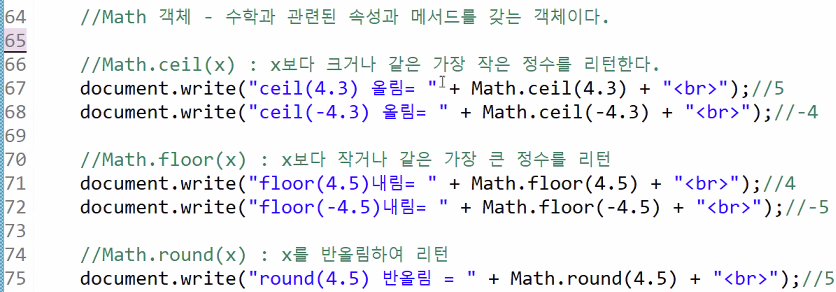 64 //Math 객체 - 수학과 관련된 속성과 메서드를 갖는 객체이다.
65
66 //Math.ceil(x) : x보다 크거나 같은 가장 작은 정수를 리턴한다.
67 document.write("ceil(4.3) 올림= " + Math.ceil(4.3) + "<br>");//5
68 document.write("ceil(-4.3) 올림 = " + Math.ceil(-4.3) + "<br>");//-4
69
70 //Math.floor(x) : x보다 작거나 같은 가장 큰 정수를 리턴
71 document.write("floor(4.5)내림= " + Math.floor(4.5) + "<br>");//4
72 document.write("floor(-4.5)내림= " + Math.floor(-4.5) + "<br>");//-5
73
74 //Math.round(x) : x를 반올림하여 리턴
75 document.write("round(4.5) 반올림 = " + Math.round(4.5) + "<br>");//5